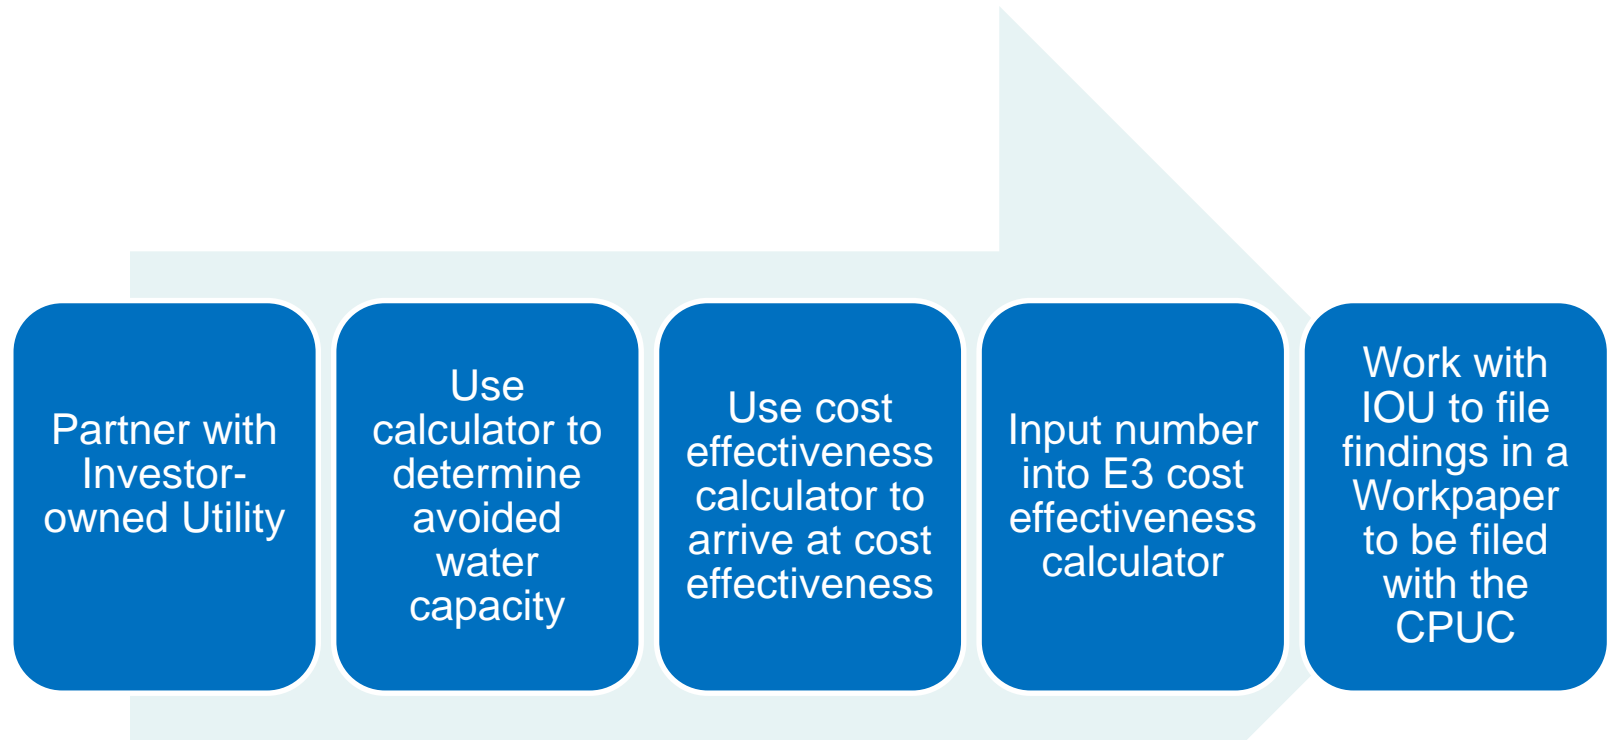 Partner with
Investor-
owned Utility
Use
calculator to
determine
avoided
water
capacity
Use cost
effectiveness
calculator to
arrive at cost
effectiveness
Input number
into E3 cost
effectiveness
calculator
Work with
IOU to file
findings in a
Workpaper
to be filed
with the
CPUC